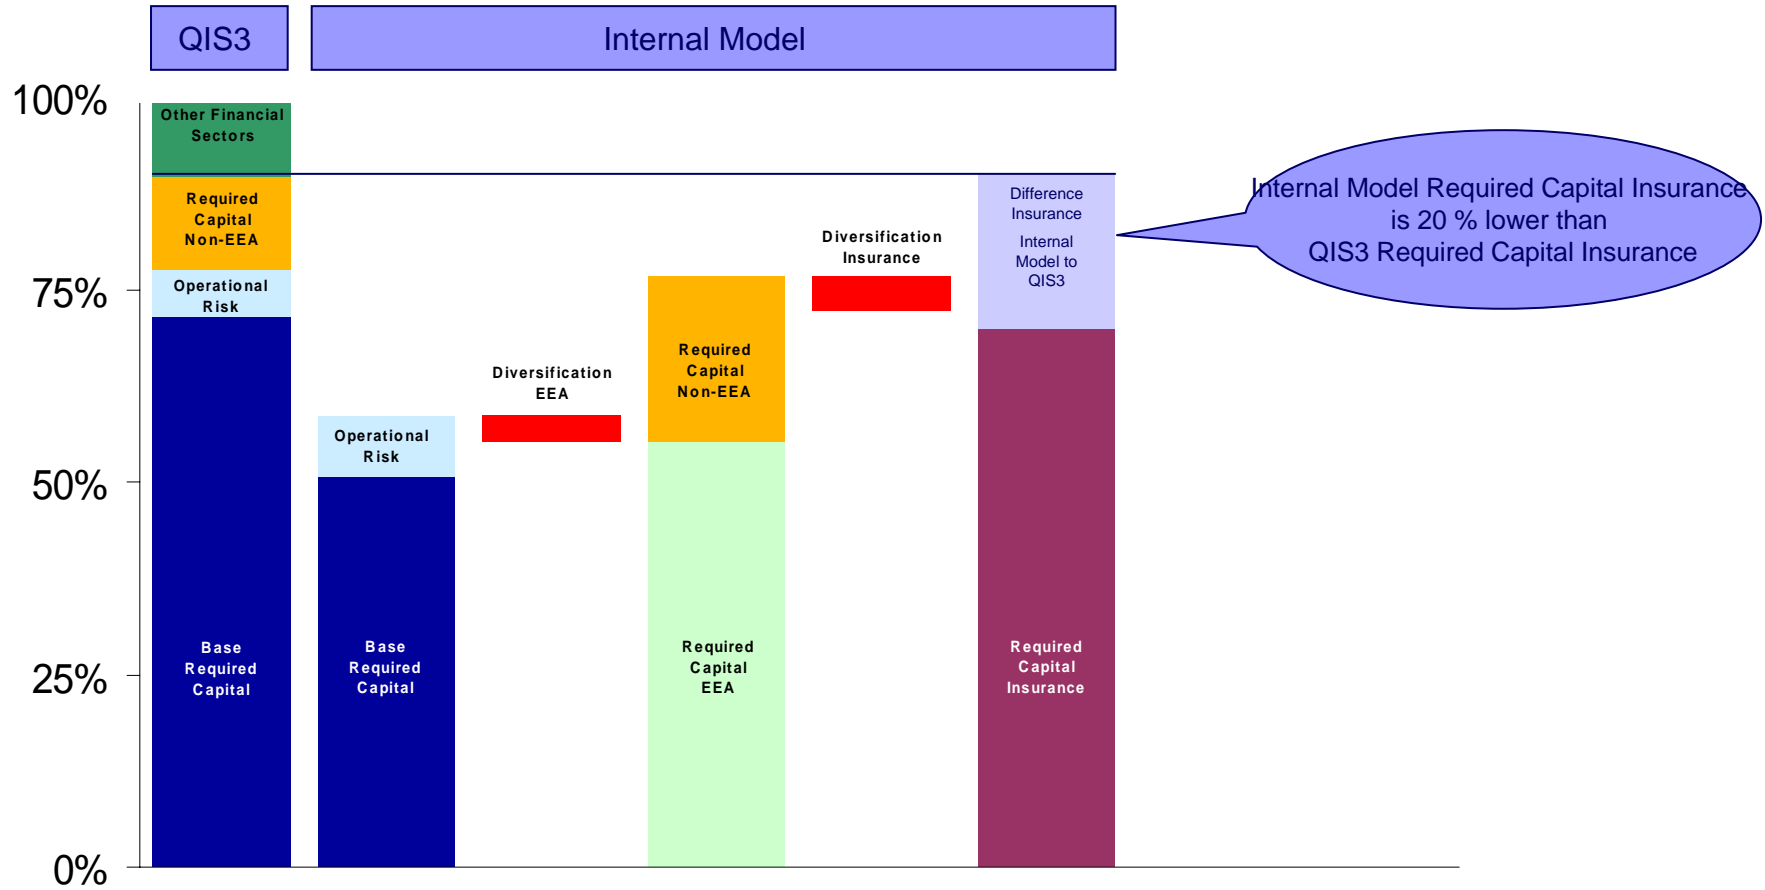 QIS3
Internal Model
100%
75%
50%
25%
0%
Other Financial
Sectors
Required
Capital
Non-EEA
Operational
Risk
Base
Required
Capital
Operational
Risk
Base
Required
Capital
Diversification
EEA
Required
Capital
Non-EEA
Required
Capital
EEA
Diversification
Insurance
Difference
Insurance
Internal
Model to
QIS3
Required
Capital
Insurance
Internal Model Required Capital Insurance
is 20 % lower than
QIS3 Required Capital Insurance